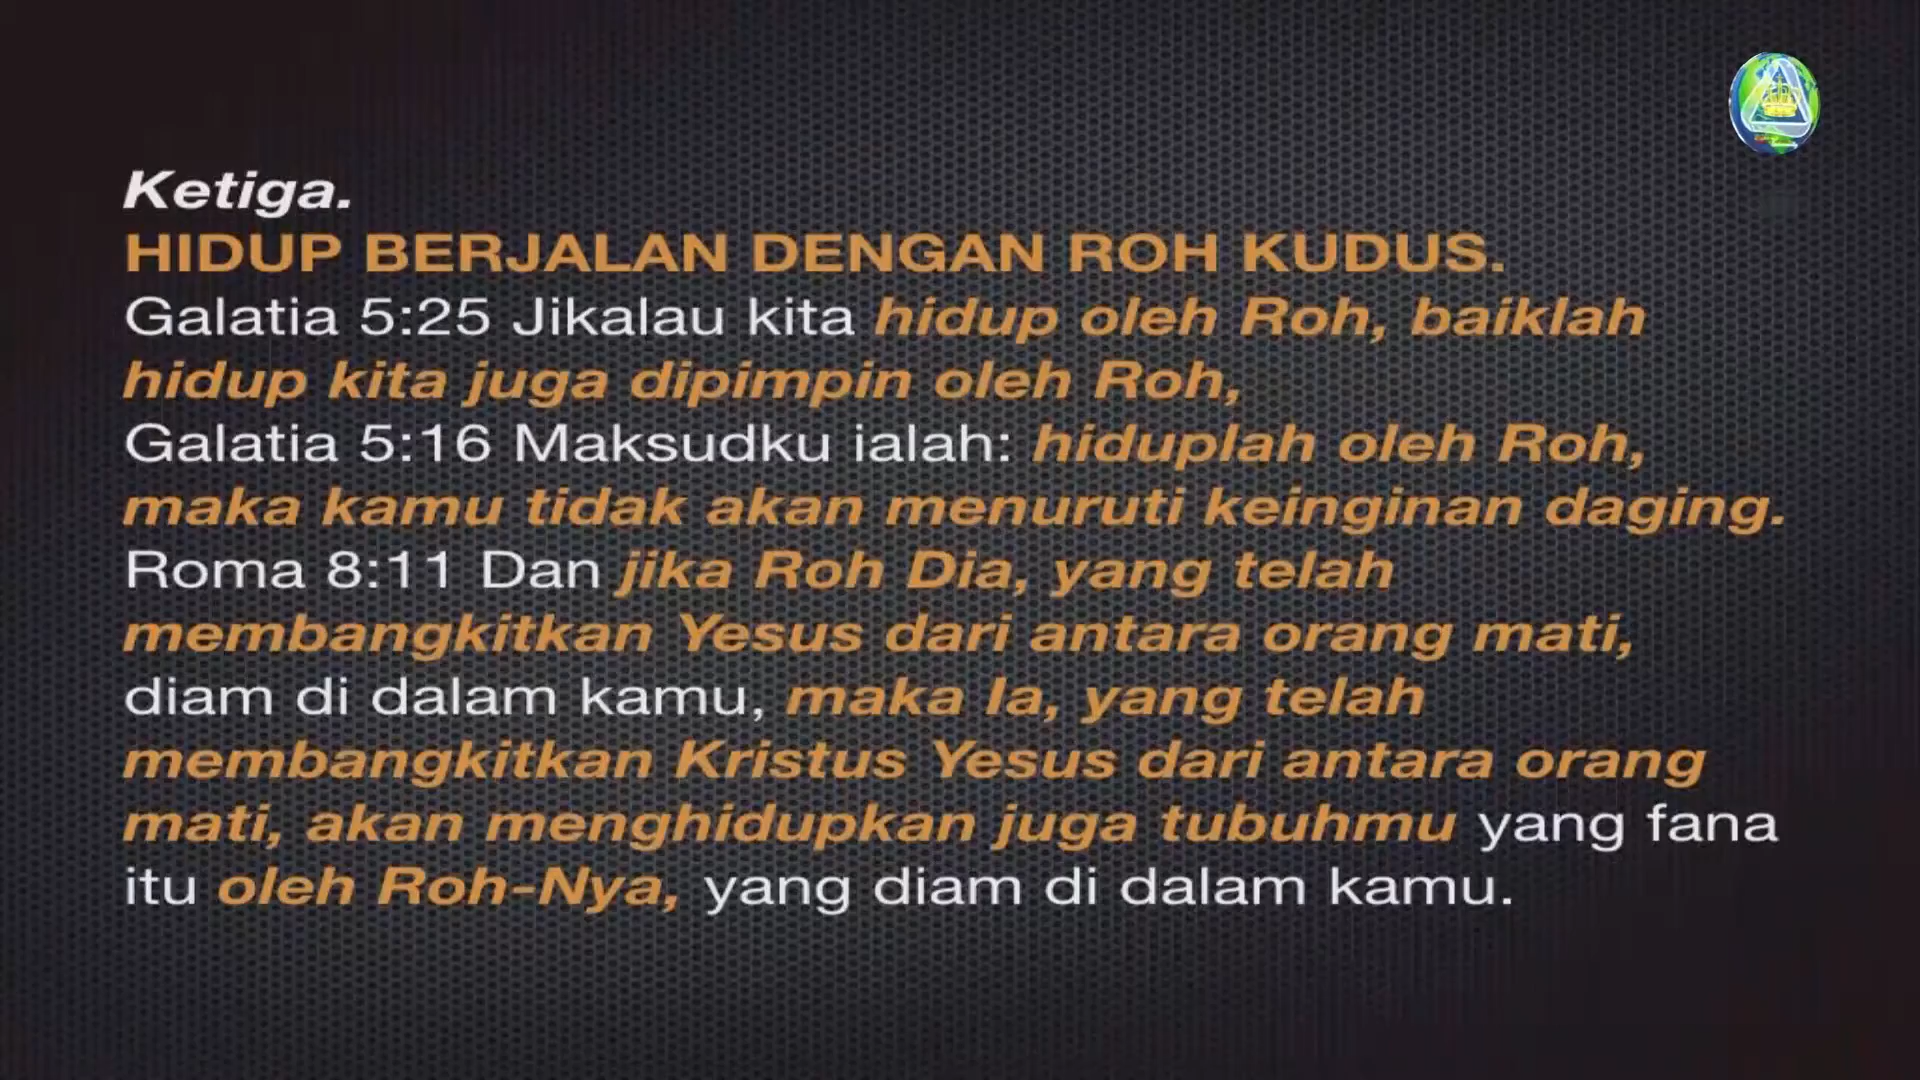 Ketiga.
HIDUP BERJALAN DENGAN ROH KUDUS.
Galatia 5:25 Jikalau kita hidup oleh Roh, baiklah
hidup kita juga dipimpin oleh Roh,
Galatia 5:16 Maksudku ialah: hiduplah oleh Roh,
maka kamu tidak akan menuruti keinginan daging.
Roma 8:11 Dan jika Roh Dia, yang telah
membangkitkan Yesus dari antara orang mati,
diam di dalam kamu, maka Ia, yang telah
membangkitkan Kristus Yesus dari antara orang
mati, akan menghidupkan juga tubuhmu yang fana
itu oleh Roh-Nya, yang diam di dalam kamu.